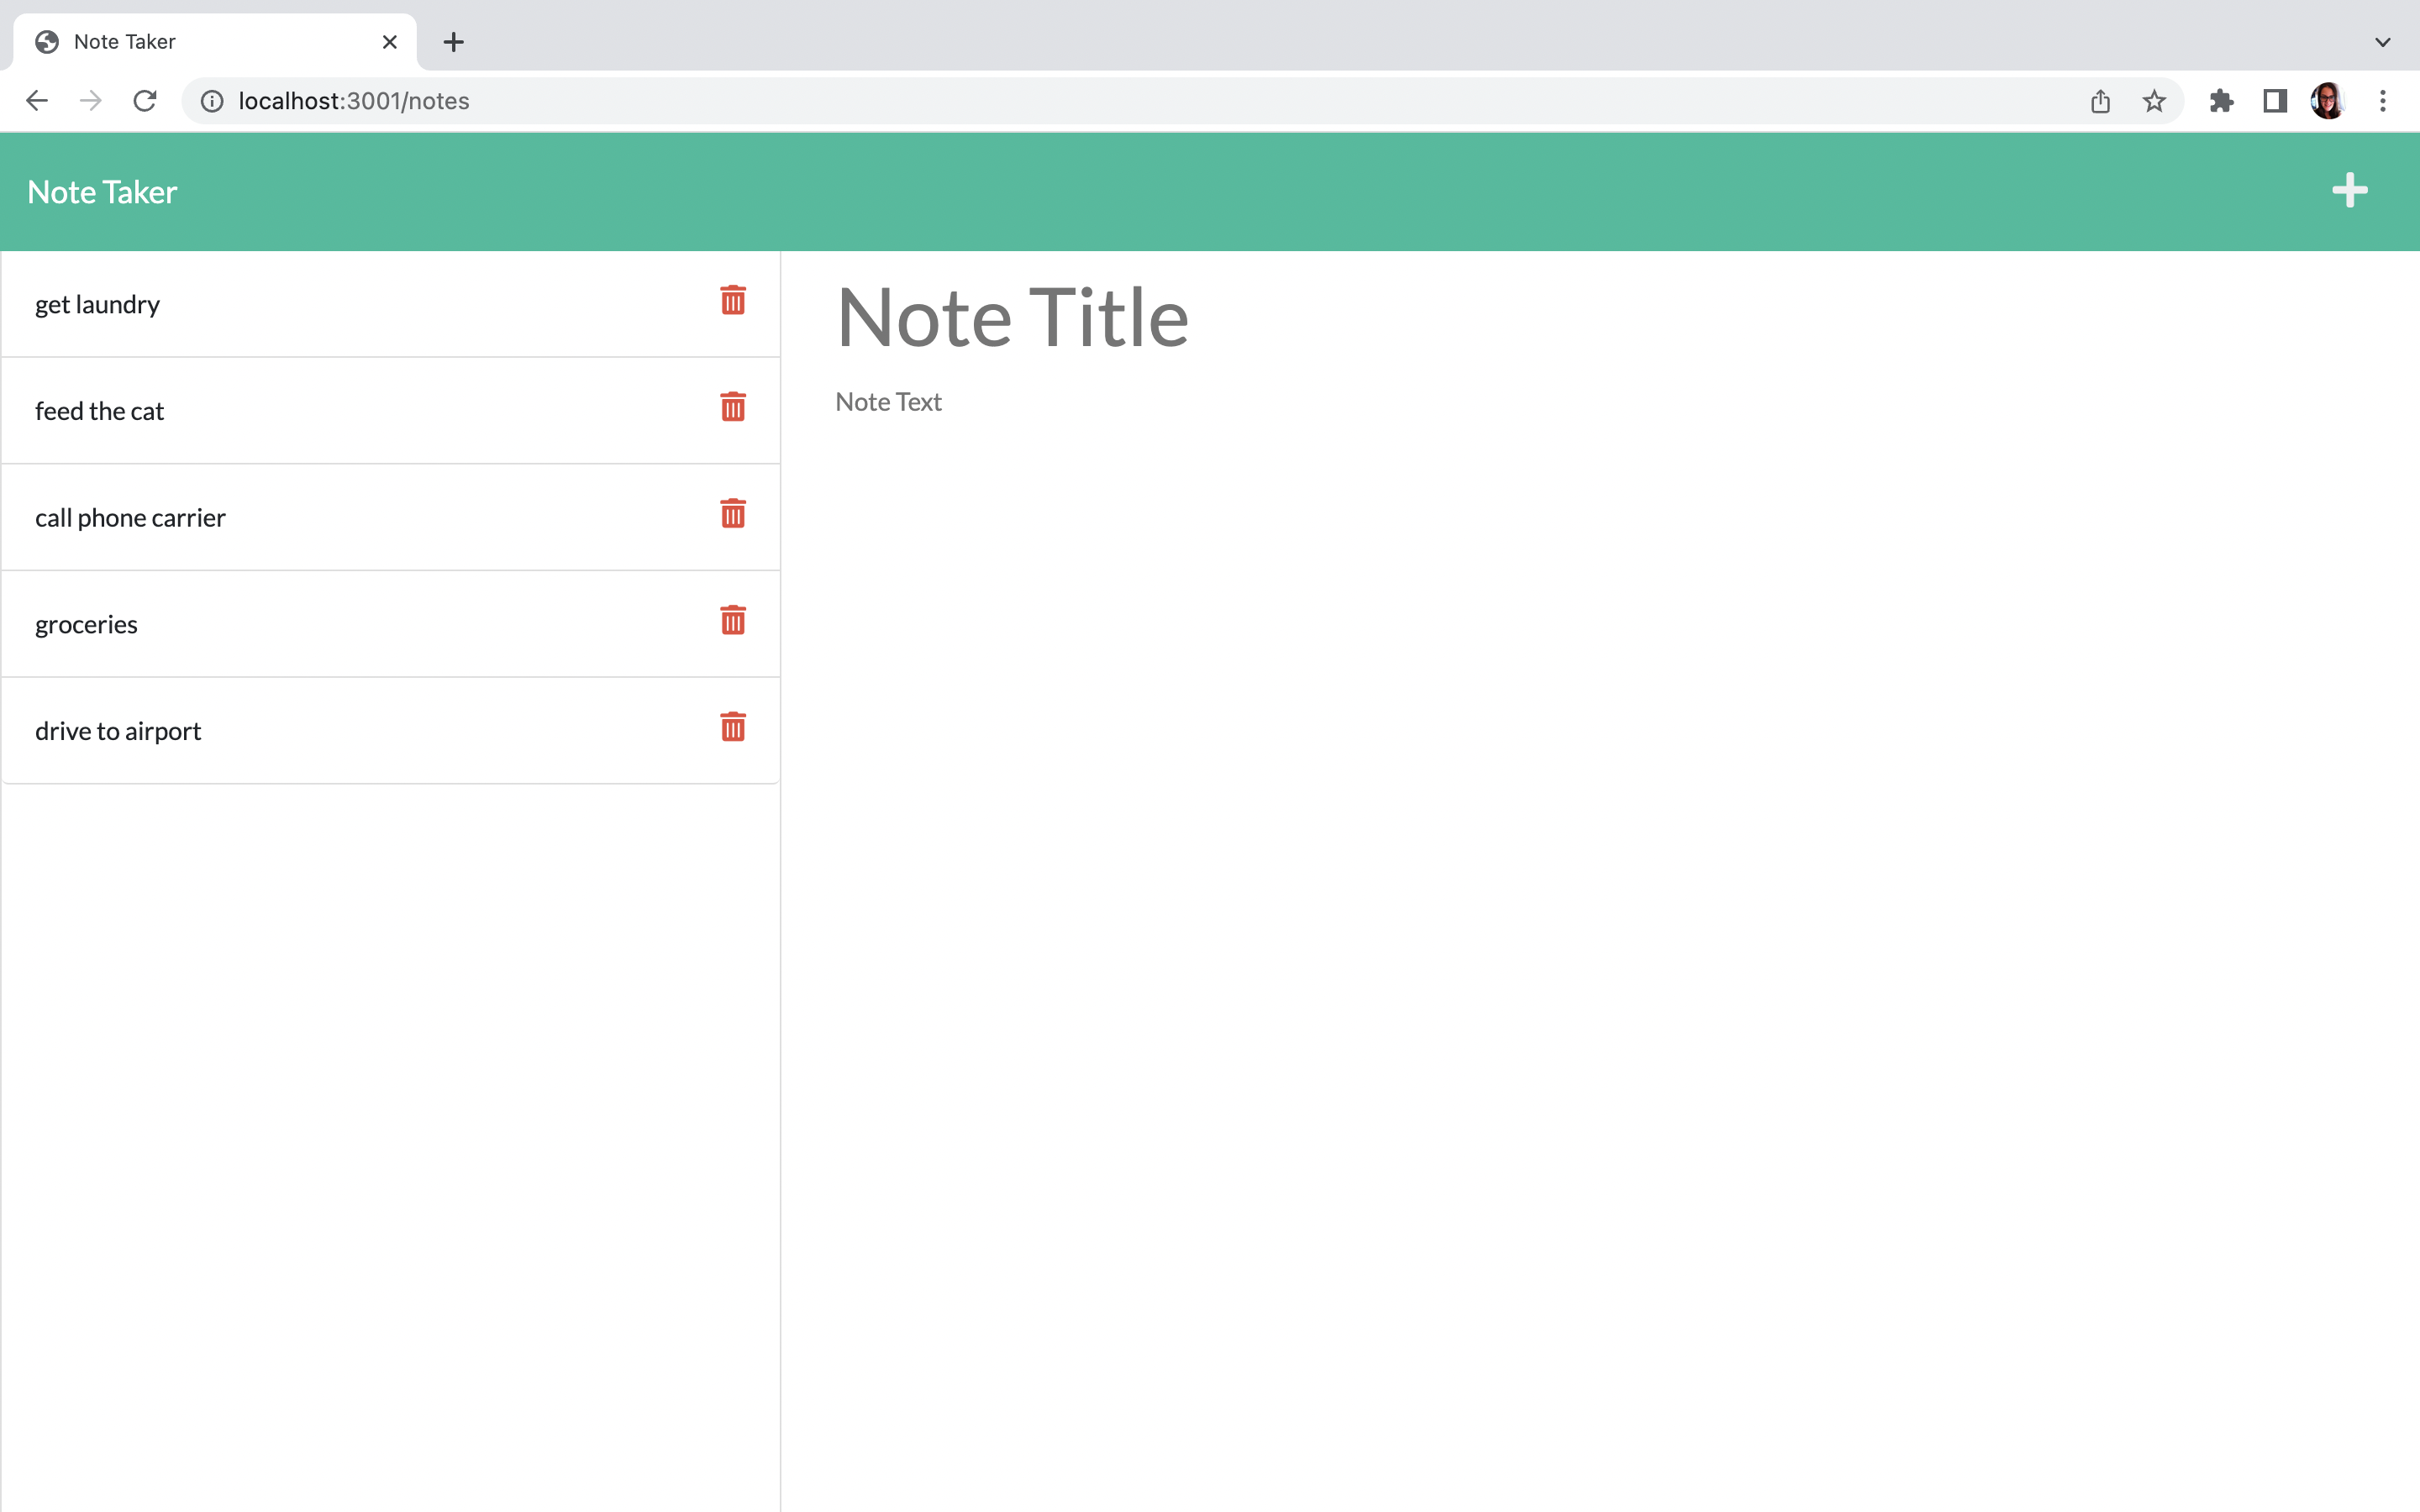 Note Taker
localhost:3001/notes
Note Taker
get laundry
feed the cat
call phone carrier
groceries
drive to airport
Note Title
Note Text